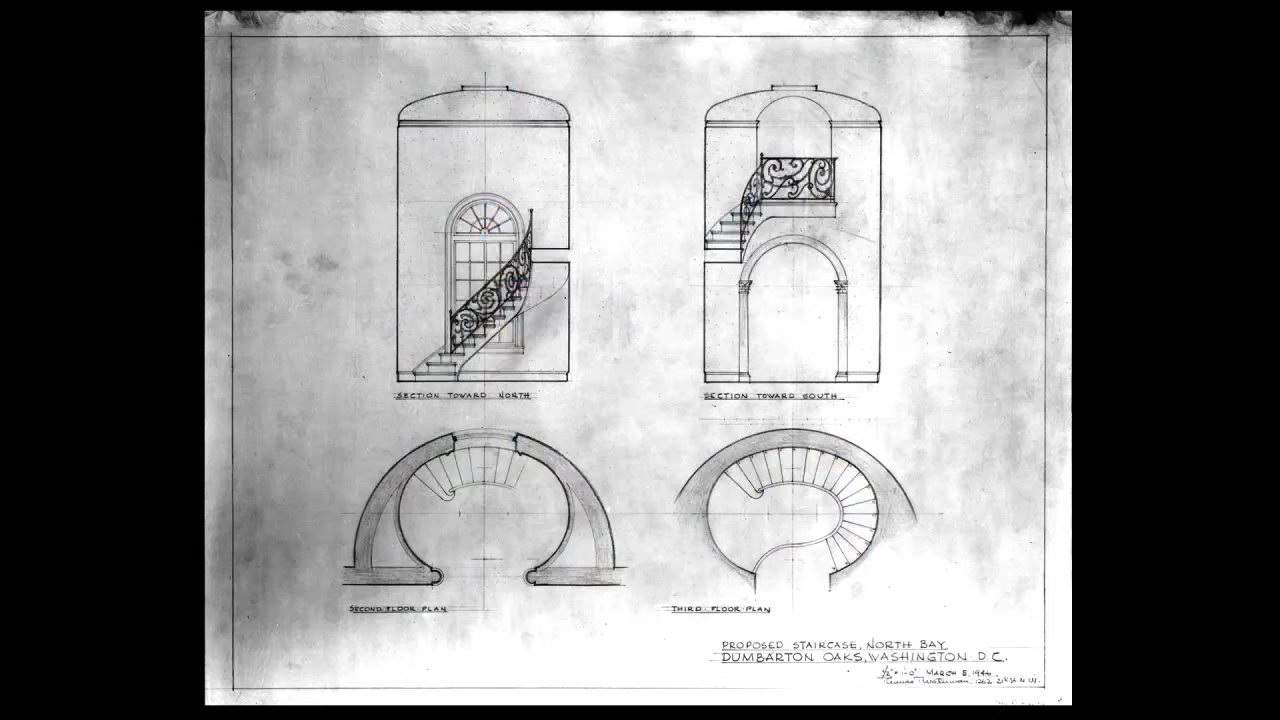 SECTION TOWARD NORTH
SECTION TOWARD SOUTH
SECOND FLOOR PLAN
THIRD FLOOR PLAN
PROPOSED STAIRCASE, NORTH BAY
DUMBARTON OAKS, WASHINGTON D.C.
MARCH 5, 1946